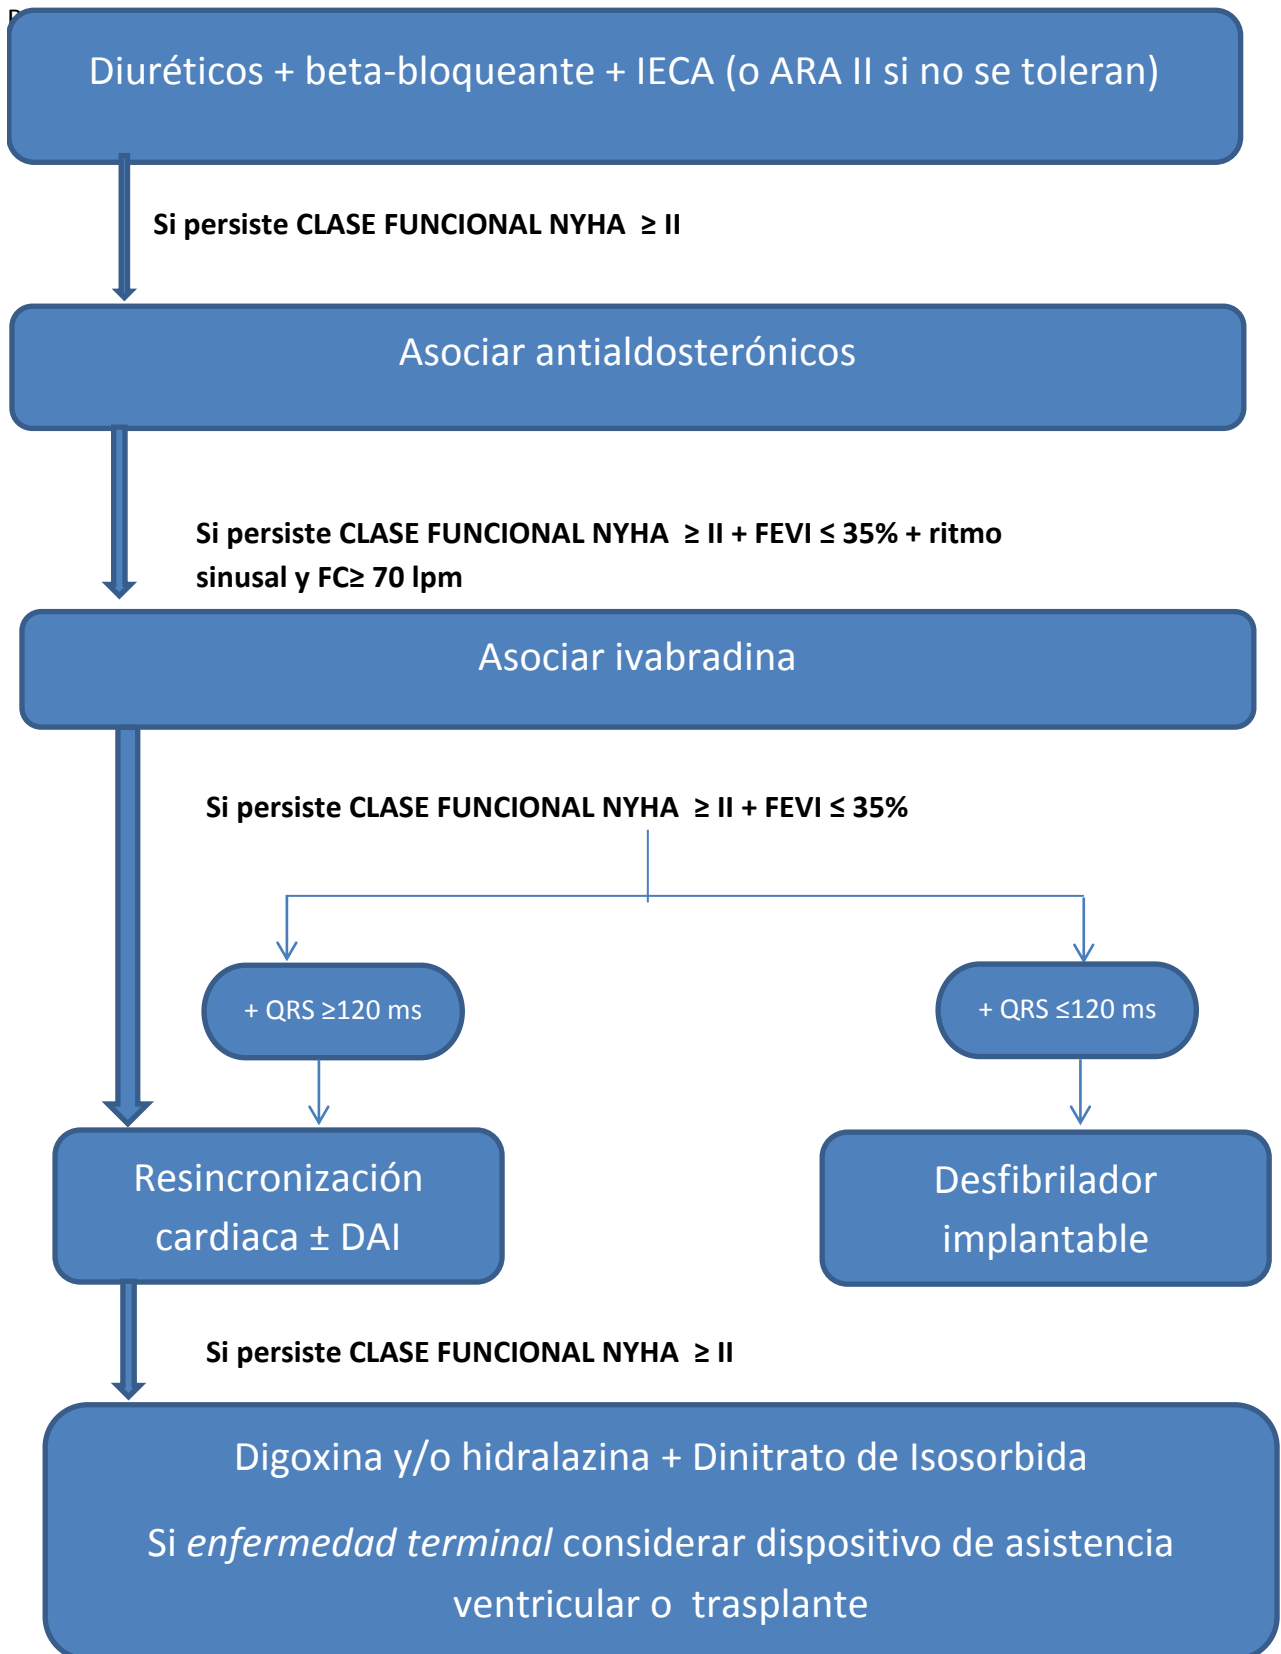 Diuréticos + beta-bloqueante + IECA (o ARA II si no se toleran)
Si persiste CLASE FUNCIONAL NYHA ≥ II
Asociar antialdosterónicos
Si persiste CLASE FUNCIONAL NYHA ≥ II + FEVI ≤ 35% + ritmo
sinusal y FC≥ 70 lpm
Asociar ivabradina
Si persiste CLASE FUNCIONAL NYHA ≥ II + FEVI ≤ 35%
+ QRS ≥120 ms
+ QRS ≤120 ms
Resincronización
cardiaca ± DAI
Desfibrilador
implantable
Si persiste CLASE FUNCIONAL NYHA ≥ II
Digoxina y/o hidralazina + Dinitrato de Isosorbida
Si enfermedad terminal considerar dispositivo de asistencia
ventricular o trasplante